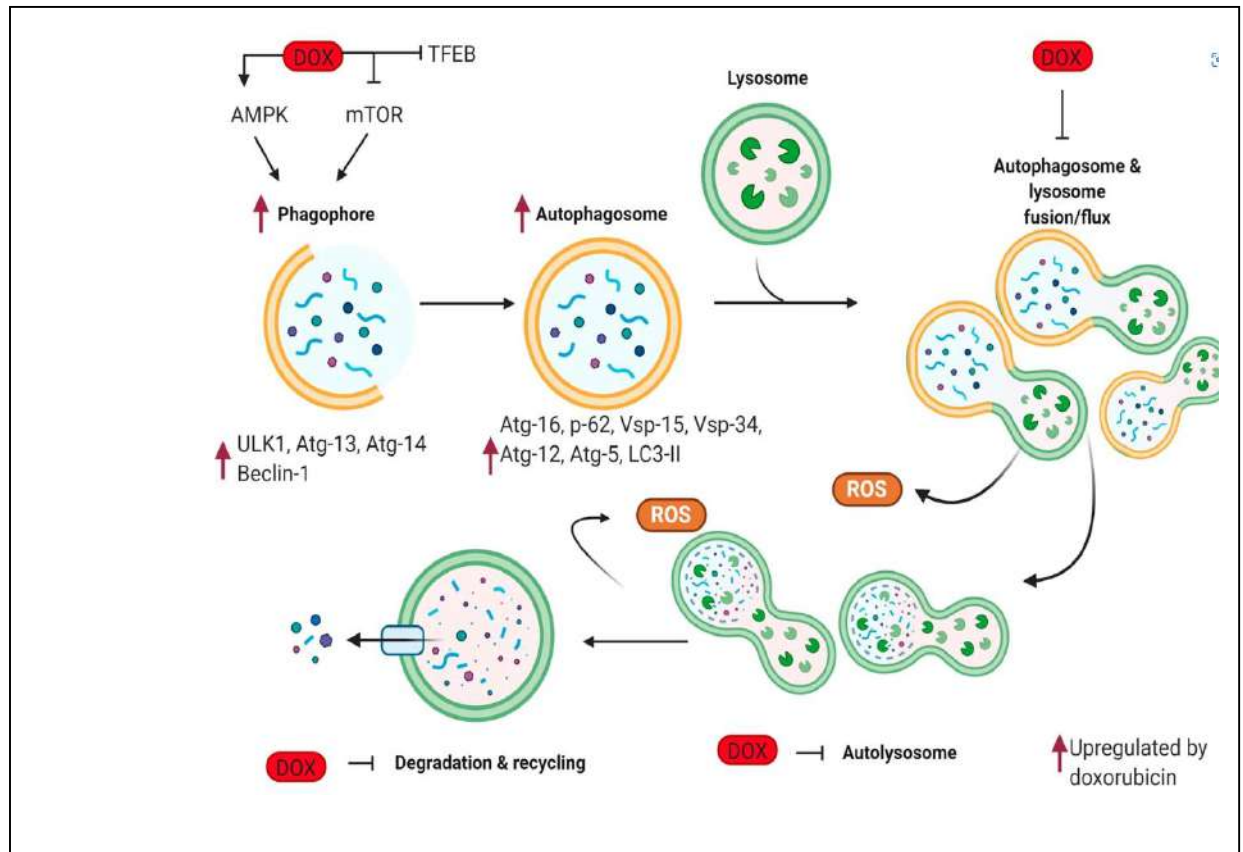 DOX
TFEB
AMPK
mTOR
Phagophore
Autophagosome
Lysosome
DOX
Autophagosome &
lysosome
fusion/flux
ULK1, Atg-13, Atg-14
Beclin-1
Atg-16, p-62, Vsp-15, Vsp-34,
Atg-12, Atg-5, LC3-II
ROS
ROS
DOX
Degradation & recycling
DOX
Autolysosome
Upregulated by
doxorubicin